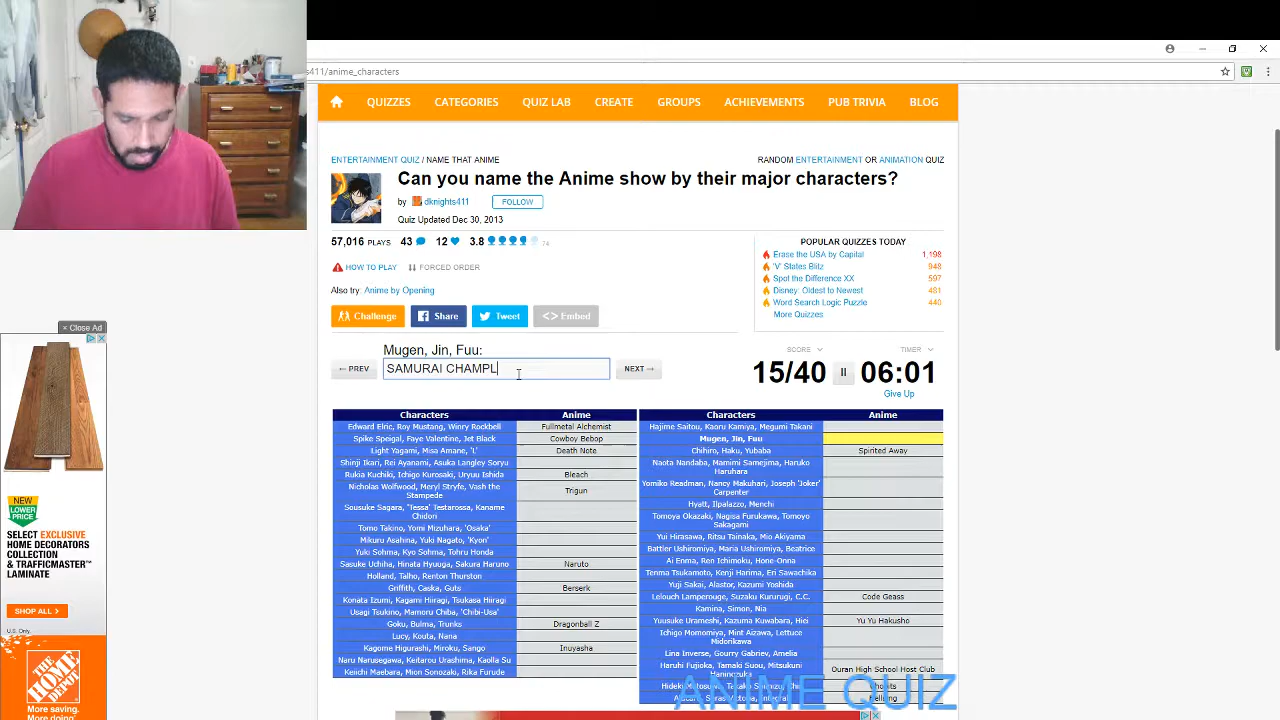 s411/anime_characters
QUIZZES CATEGORIES QUIZ LAB CREATE GROUPS ACHIEVEMENTS PUB TRIVIA BLOG
ENTERTAINMENT QUIZ / NAME THAT ANIME
RANDOM ENTERTAINMENT OR ANIMATION QUIZ
Can you name the Anime show by their major characters?
by dknights411 FOLLOW
Quiz Updated Dec 30, 2013
57,016 PLAYS 43 12 3.8 74
HOW TO PLAY FORCED ORDER
Also try: Anime by Opening
Challenge Share Tweet <> Embed
POPULAR QUIZZES TODAY
Erase the USA by Capital 1,198
'V' States Blitz 948
Spot the Difference XX 597
Disney: Oldest to Newest 481
Word Search Logic Puzzle 440
More Quizzes
Mugen, Jin, Fuu:
← PREV SAMURAI CHAMPL NEXT →
SCORE TIMER
15/40 06:01
Give Up
Characters Anime
Edward Elric, Roy Mustang, Winry Rockbell Fullmetal Alchemist
Spike Speigal, Faye Valentine, Jet Black Cowboy Bebop
Light Yagami, Misa Amane, 'L' Death Note
Shinji Ikari, Rei Ayanami, Asuka Langley Soryu
Rukia Kuchiki, Ichigo Kurosaki, Uryuu Ishida Bleach
Nicholas Wolfwood, Meryl Stryfe, Vash the
Stampede Trigun
Sousuke Sagara, 'Tessa' Testarossa, Kaname
Chidori
Tomo Takino, Yomi Mizuhara, 'Osaka'
Mikuru Asahina, Yuki Nagato, 'Kyon'
Yuki Sohma, Kyo Sohma, Tohru Honda
Sasuke Uchiha, Hinata Hyuuga, Sakura Haruno Naruto
Holland, Talho, Renton Thurston
Griffith, Caska, Guts Berserk
Konata Izumi, Kagami Hiiragi, Tsukasa Hiiragi
Usagi Tsukino, Mamoru Chiba, 'Chibi-Usa'
Goku, Bulma, Trunks Dragonball Z
Lucy, Kouta, Nana
Kagome Higurashi, Miroku, Sango Inuyasha
Naru Narusegawa, Keitarou Urashima, Kaolla Su
Keiichi Maebara, Mion Sonozaki, Rika Furude
Characters Anime
Hajime Saitou, Kaoru Kamiya, Megumi Takani
Mugen, Jin, Fuu
Chihiro, Haku, Yubaba Spirited Away
Naota Nandaba, Mamimi Samejima, Haruko
Haruhara
Yomiko Readman, Nancy Makuhari, Joseph 'Joker'
Carpenter
Hyatt, Ilpalazzo, Menchi
Tomoya Okazaki, Nagisa Furukawa, Tomoyo
Sakagami
Yui Hirasawa, Ritsu Tainaka, Mio Akiyama
Battler Ushiromiya, Maria Ushiromiya, Beatrice
Ai Enma, Ren Ichimoku, Hone-Onna
Tenma Tsukamoto, Kenji Harima, Eri Sawachika
Yuji Sakai, Alastor, Kazumi Yoshida
Lelouch Lamperouge, Suzaku Kururugi, C.C. Code Geass
Kamina, Simon, Nia
Yuusuke Urameshi, Kazuma Kuwabara, Hiei Yu Yu Hakusho
Ichigo Momomiya, Mint Aizawa, Lettuce
Midorikawa
Lina Inverse, Gourry Gabriev, Amelia
Haruhi Fujioka, Tamaki Suou, Mitsukuni
Ouran High School Host Club
ANIME QUIZ
× Close Ad
NEW
LOWER
PRICE
SELECT EXCLUSIVE
HOME DECORATORS
COLLECTION
& TRAFFICMASTER™
LAMINATE
SHOP ALL >
U.S. Only.
THE
HOME
DEPOT
More saving.
More doing.